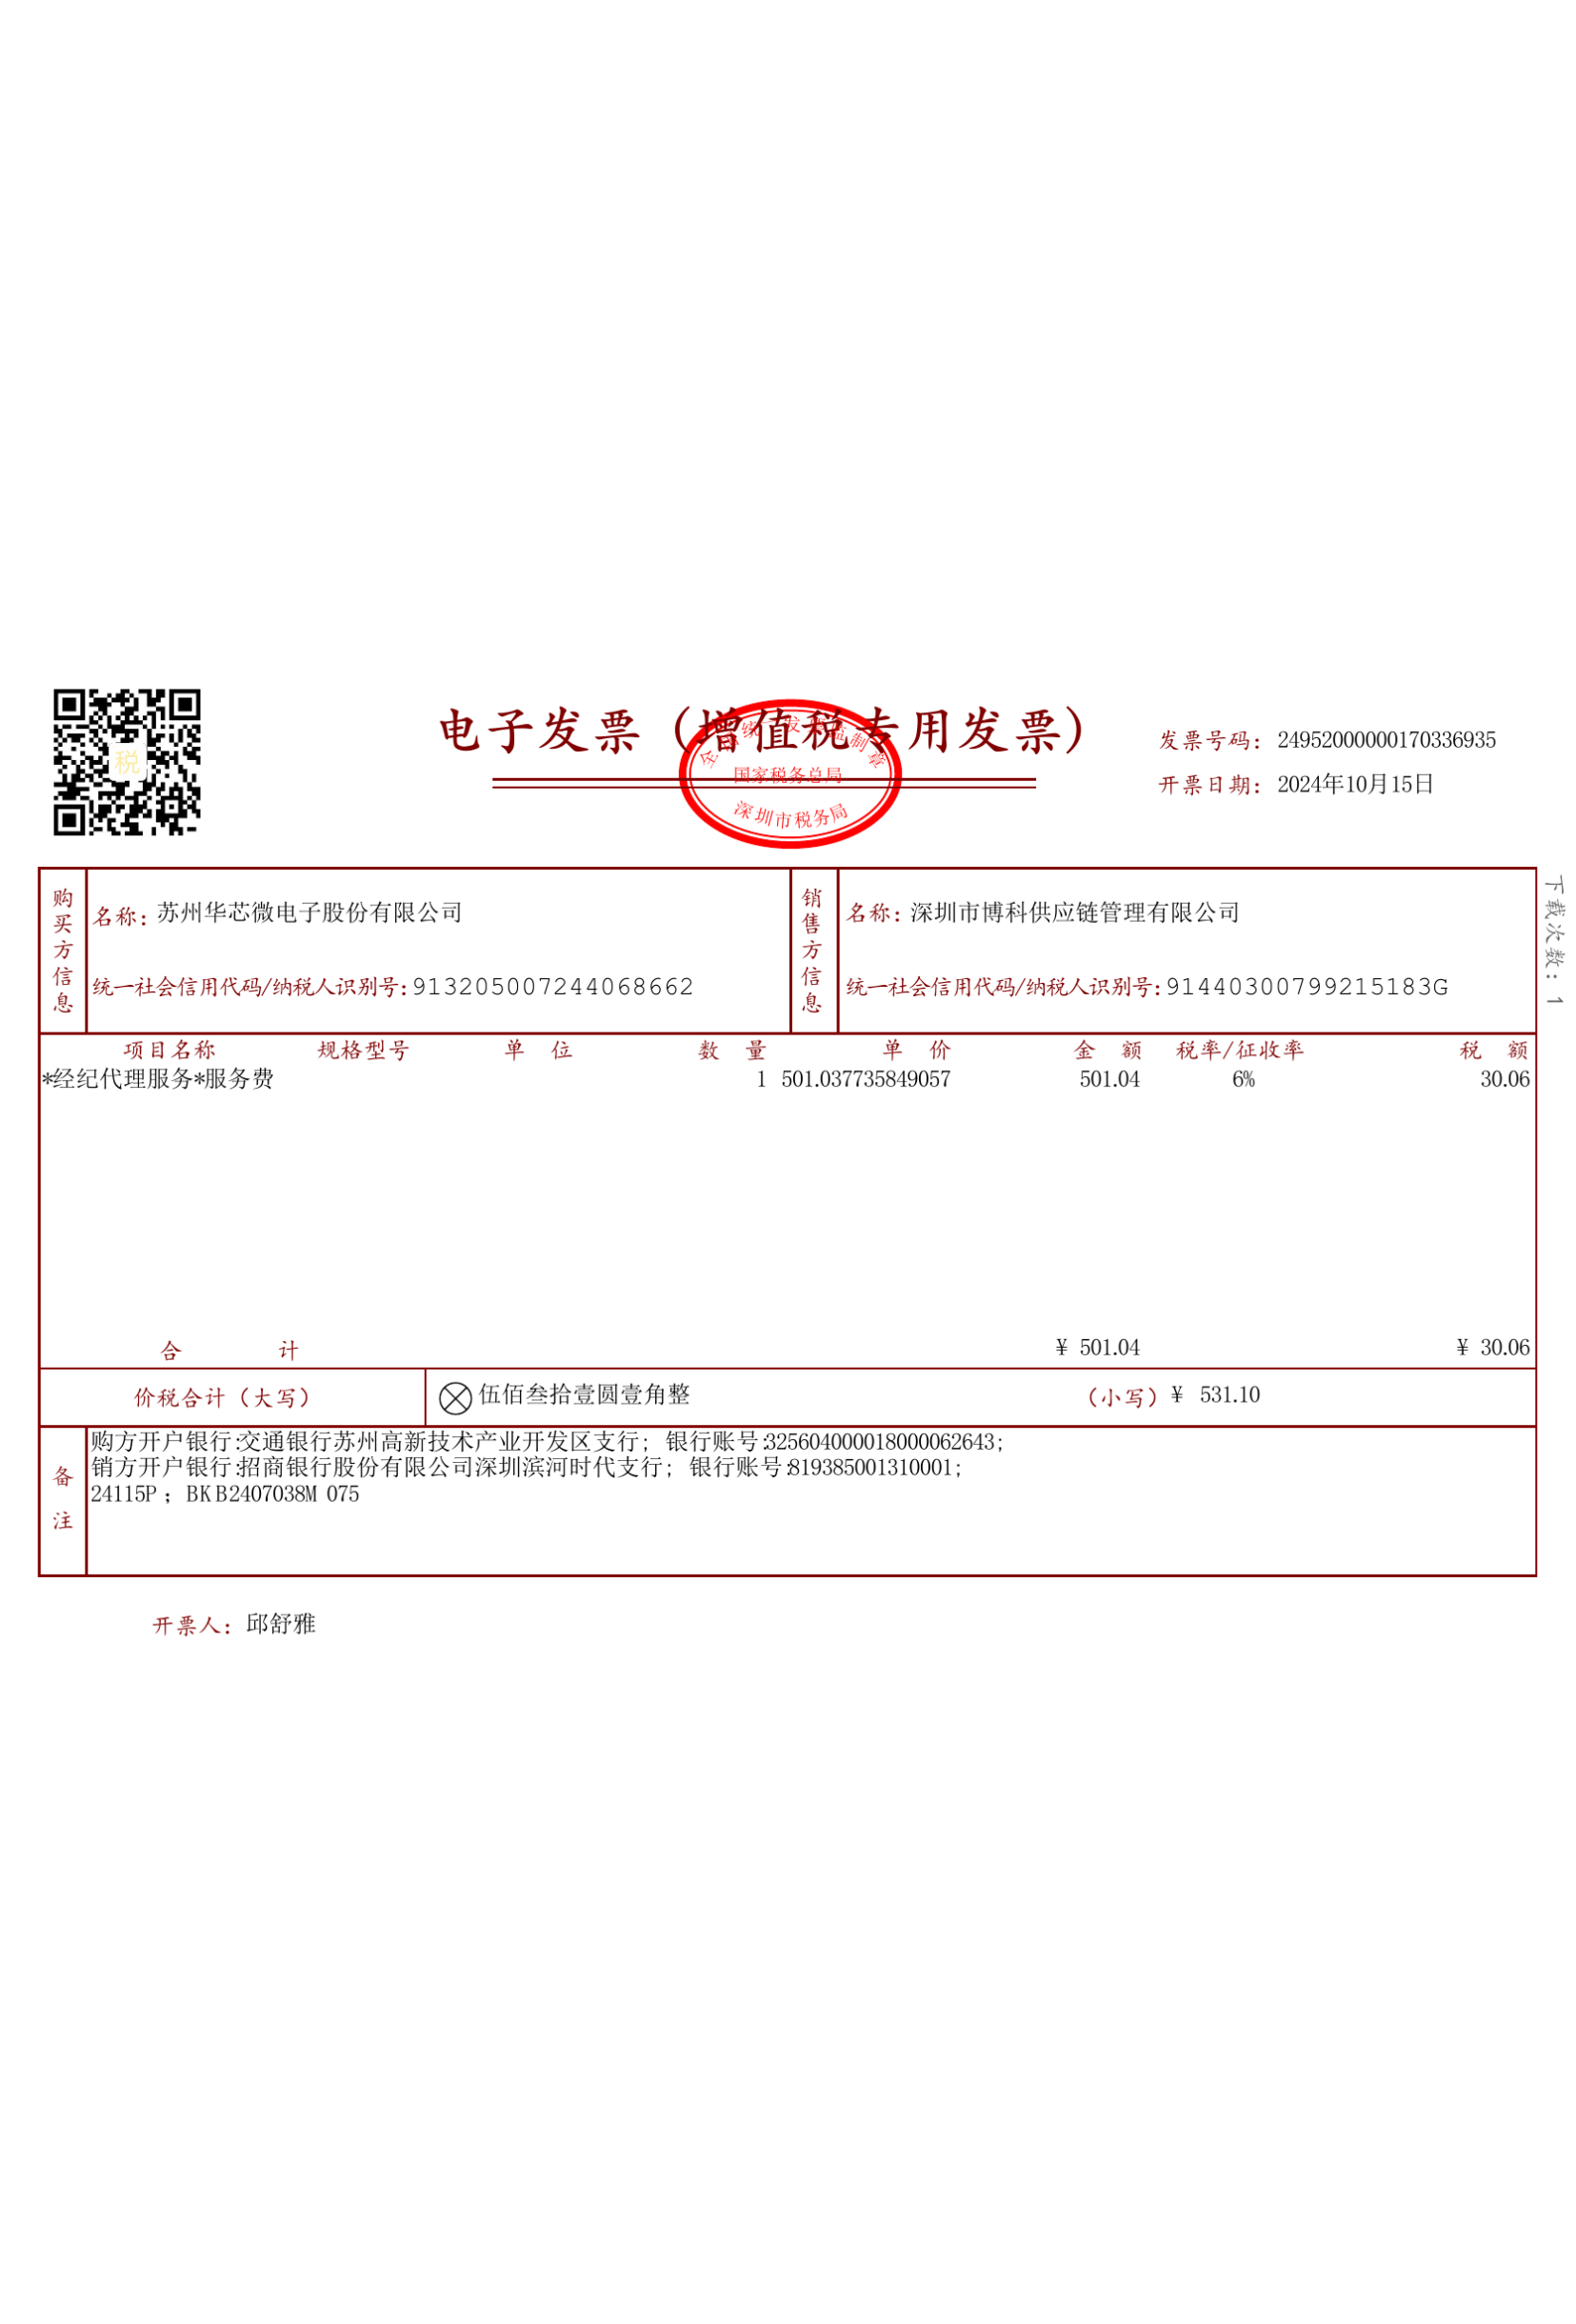 税
电子发票（增值税专用发票）
全国统一发票监制章
国家税务总局
深圳市税务局
发票号码：24952000000170336935
开票日期：2024年10月15日
下载次数：1
购买方信息
名称：苏州华芯微电子股份有限公司
统一社会信用代码/纳税人识别号：913205007244068662
销售方信息
名称：深圳市博科供应链管理有限公司
统一社会信用代码/纳税人识别号：91440300799215183G
项目名称 规格型号 单 位 数 量 单 价 金 额 税率/征收率 税 额
*经纪代理服务*服务费 1 501.037735849057 501.04 6% 30.06
合 计 ¥ 501.04 ¥ 30.06
价税合计（大写） 伍佰叁拾壹圆壹角整 （小写）¥ 531.10
备注
购方开户银行:交通银行苏州高新技术产业开发区支行; 银行账号:325604000018000062643;
销方开户银行:招商银行股份有限公司深圳滨河时代支行; 银行账号:819385001310001;
24115P ; BKB2407038M 075
开票人：邱舒雅